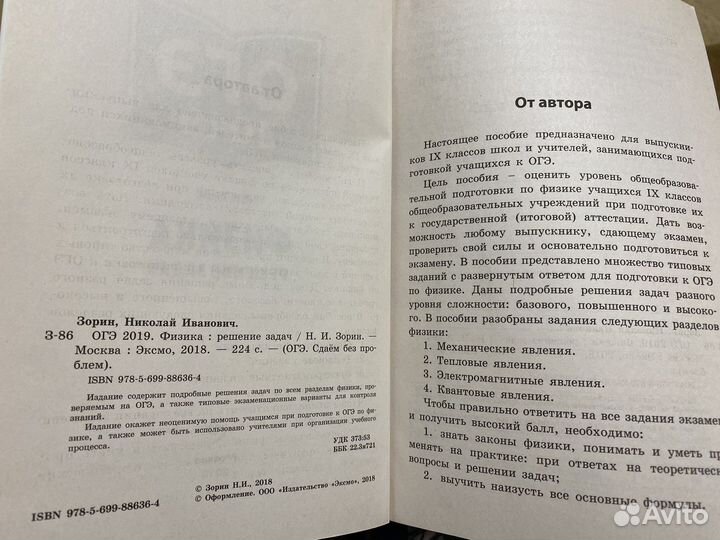 Зорин, Николай Иванович.
З-86 ОГЭ 2019. Физика : решение задач / Н. И. Зорин. —
Москва : Эксмо, 2018. — 224 с. — (ОГЭ. Сдаём без про-
блем).
ISBN 978-5-699-88636-4
Издание содержит подробные решения задач по всем разделам физики, про-
веряемым на ОГЭ, а также типовые экзаменационные варианты для контроля
знаний.
Издание окажет неоценимую помощь учащимся при подготовке к ОГЭ по фи-
зике, а также может быть использовано учителями при организации учебного
процесса.
УДК 373:53
ББК 22.3я721
© Зорин Н.И., 2018
© Оформление. ООО «Издательство «Эксмо», 2018
ISBN 978-5-699-88636-4
От автора
Настоящее пособие предназначено для выпускни-
ков IX классов школ и учителей, занимающихся под-
готовкой учащихся к ОГЭ.
Цель пособия – оценить уровень общеобразова-
тельной подготовки по физике учащихся IX классов
общеобразовательных учреждений при подготовке их
к государственной (итоговой) аттестации. Дать воз-
можность любому выпускнику, сдающему экзамен,
проверить свой силы и основательно подготовиться к
экзамену. В пособии представлено множество типовых
заданий с развернутым ответом для подготовки к ОГЭ
по физике. Даны подробные решения задач разного
уровня сложности: базового, повышенного и высоко-
го. В пособии разобраны задания следующих разделов
физики:
1. Механические явления.
2. Тепловые явления.
3. Электромагнитные явления.
4. Квантовые явления.
Чтобы правильно ответить на все задания экзамен
и получить высокий балл, необходимо:
1. знать законы физики, понимать и уметь при
менять на практике: при ответах на теоретическ
вопросы и решении задач;
2. выучить наизусть все основные формулы.
Avito